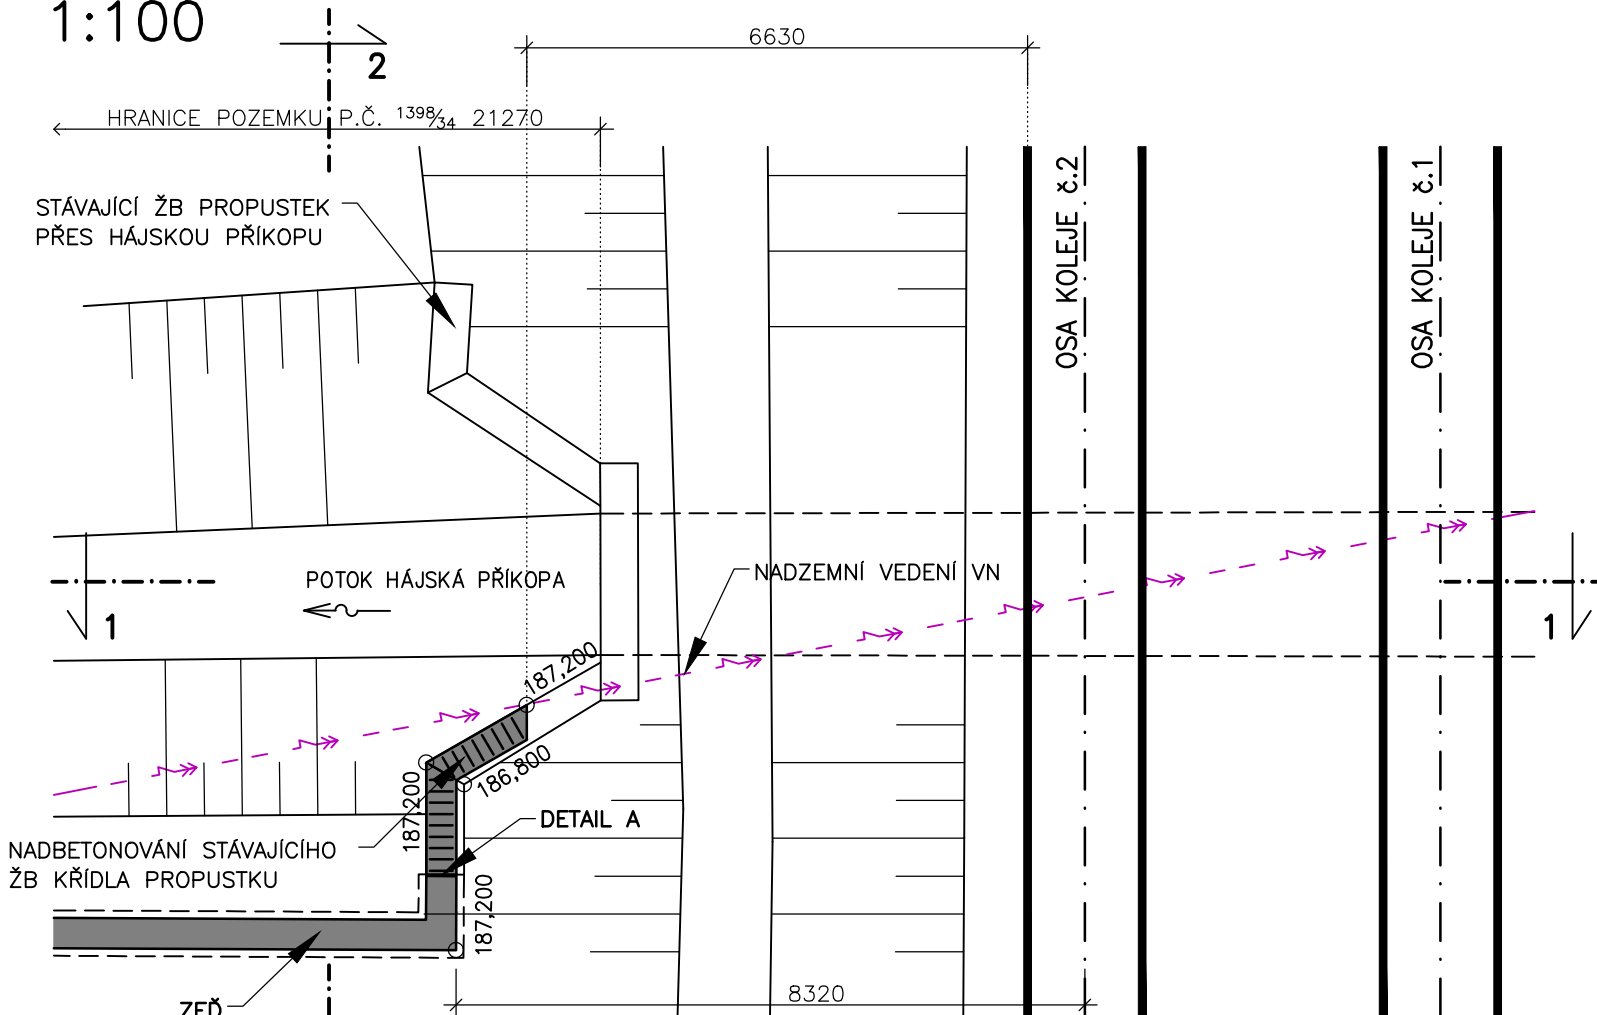 1:100
2
6630
HRANICE POZEMKU P.Č. 1398/34 21270
STÁVAJÍCÍ ŽB PROPUSTEK
PŘES HÁJSKOU PŘÍKOPU
OSA KOLEJE č.2
OSA KOLEJE č.1
POTOK HÁJSKÁ PŘÍKOPA
NADZEMNÍ VEDENÍ VN
1
1
187,200
186,800
187,200
DETAIL A
NADBETONOVÁNÍ STÁVAJÍCÍHO
ŽB KŘÍDLA PROPUSTKU
187,200
8320
ZEĎ